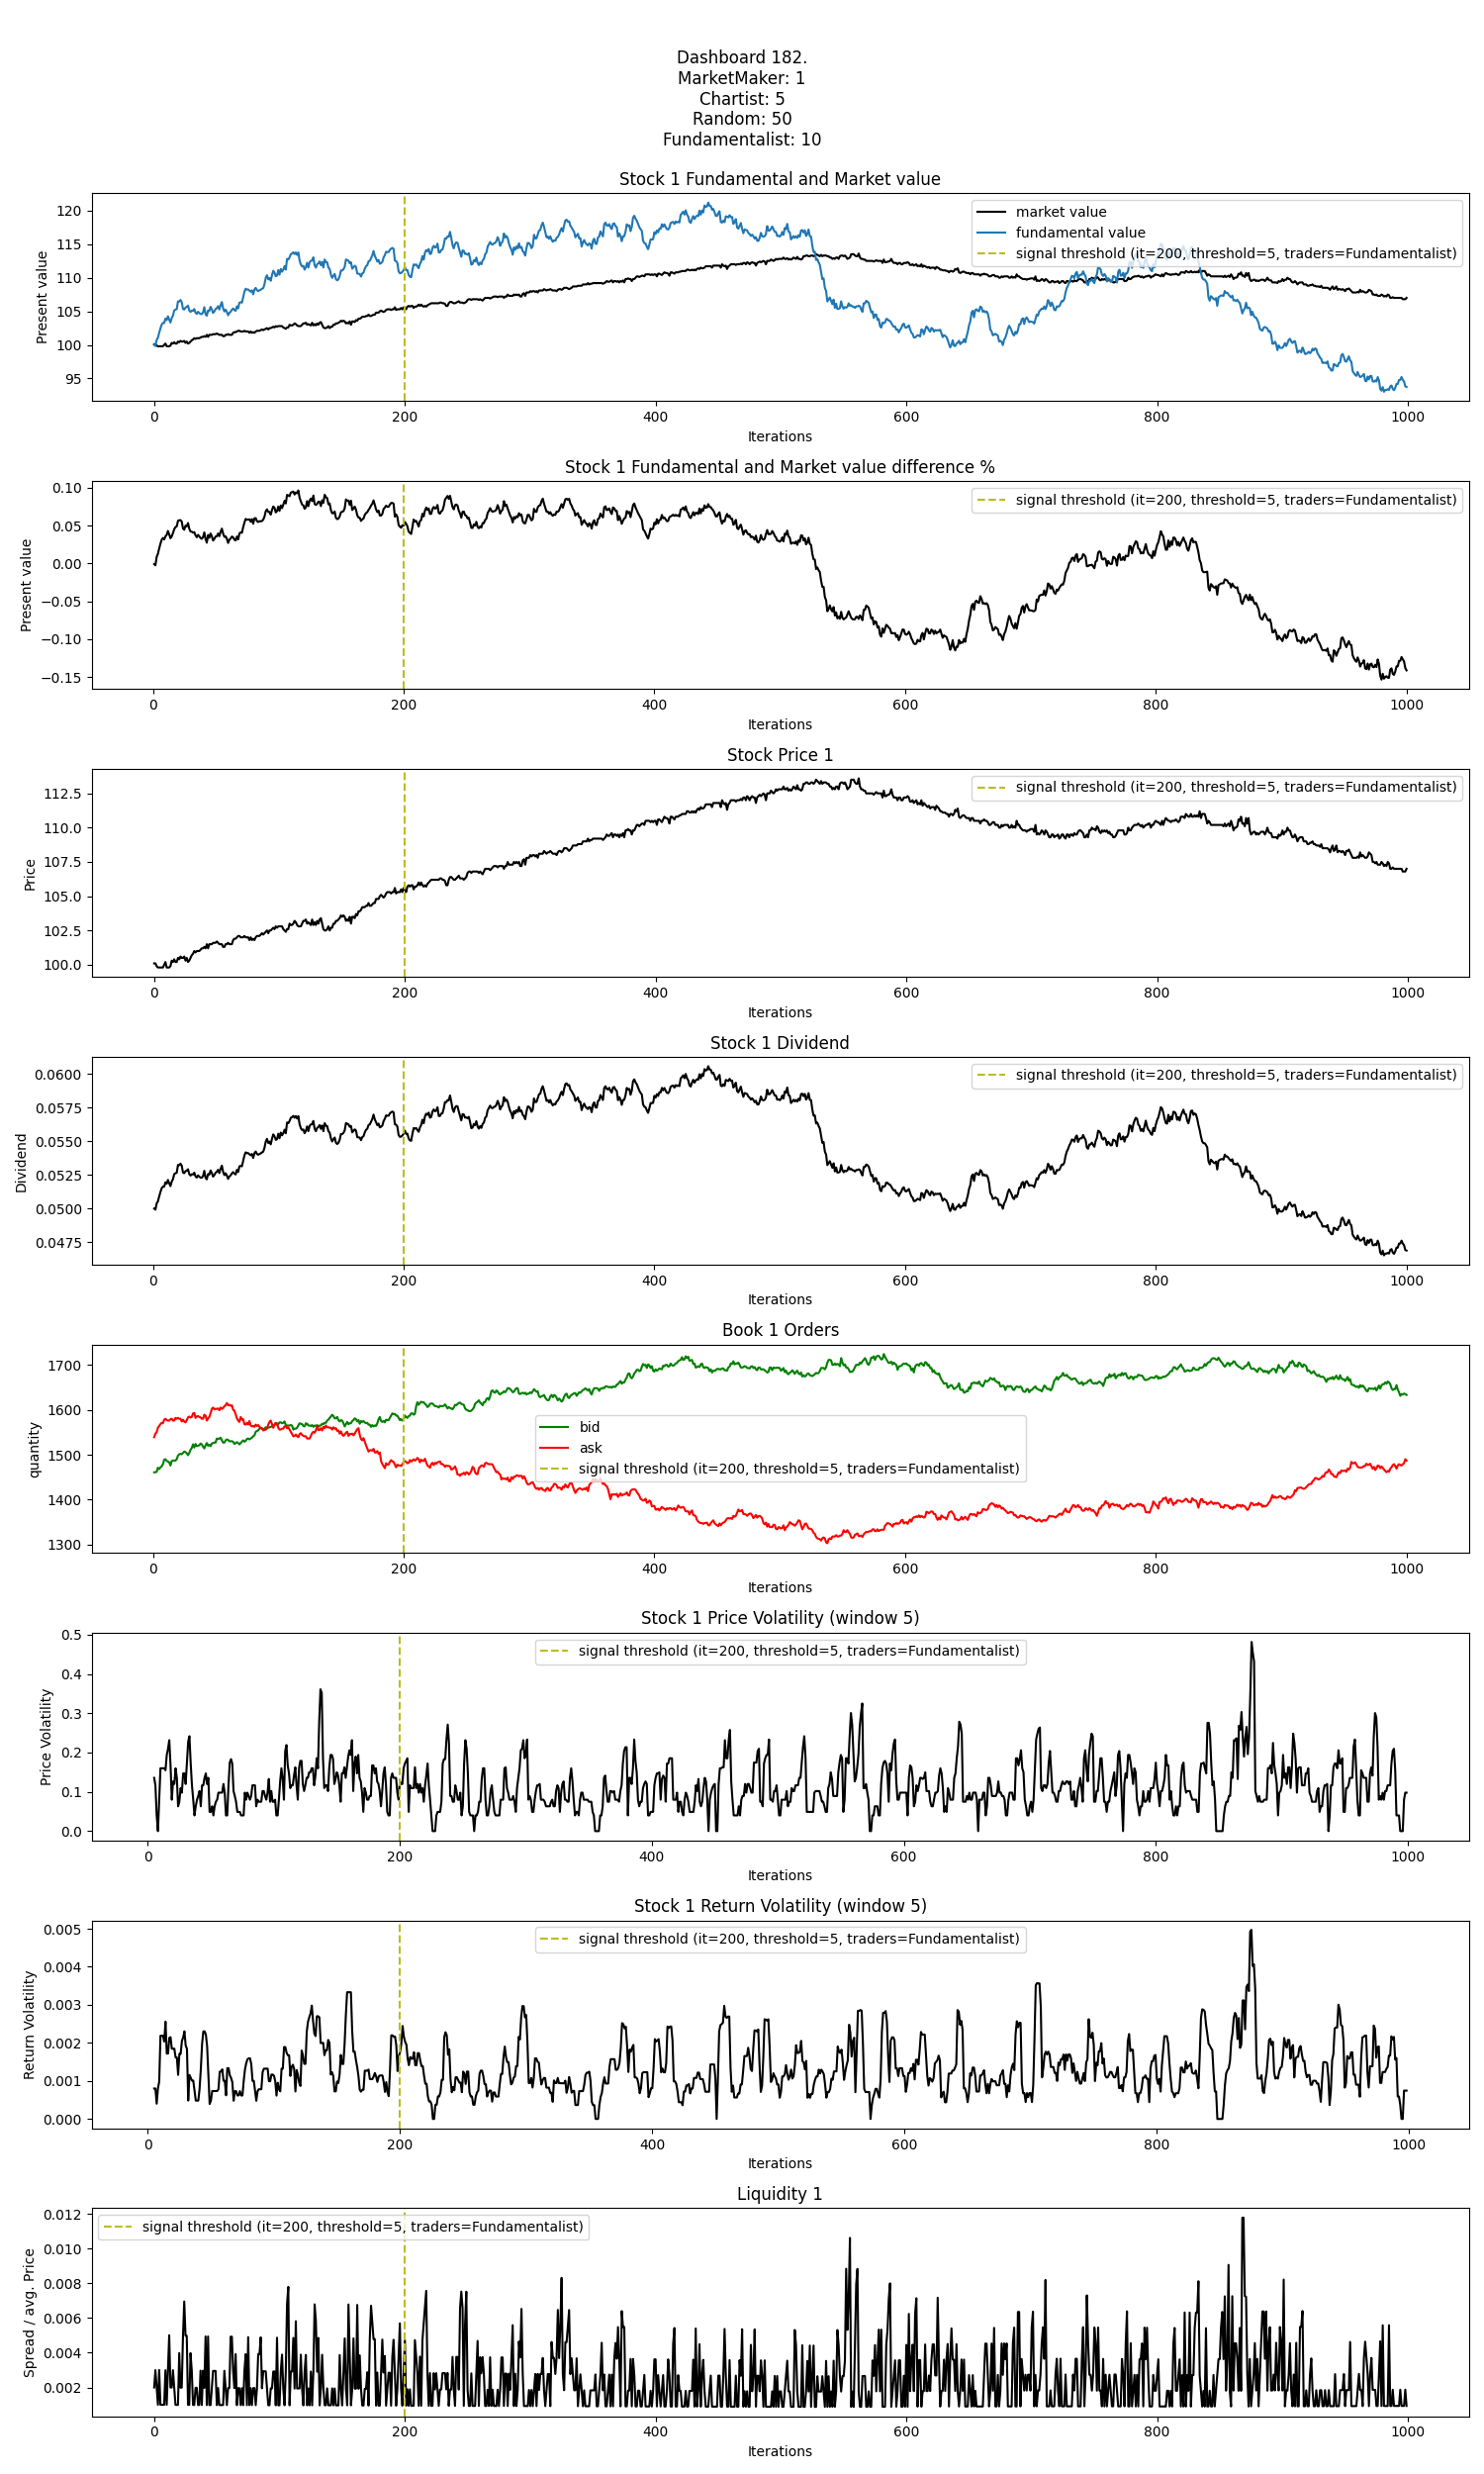 Dashboard 182.
MarketMaker: 1
Chartist: 5
Random: 50
Fundamentalist: 10
Stock 1 Fundamental and Market value
Present value
120
115
110
105
100
95
market value
fundamental value
signal threshold (it=200, threshold=5, traders=Fundamentalist)
0 200 400 600 800 1000
Iterations
Stock 1 Fundamental and Market value difference %
Present value
0.10
0.05
0.00
−0.05
−0.10
−0.15
signal threshold (it=200, threshold=5, traders=Fundamentalist)
0 200 400 600 800 1000
Iterations
Stock Price 1
Price
112.5
110.0
107.5
105.0
102.5
100.0
signal threshold (it=200, threshold=5, traders=Fundamentalist)
0 200 400 600 800 1000
Iterations
Stock 1 Dividend
Dividend
0.0600
0.0575
0.0550
0.0525
0.0500
0.0475
signal threshold (it=200, threshold=5, traders=Fundamentalist)
0 200 400 600 800 1000
Iterations
Book 1 Orders
quantity
1700
1600
1500
1400
1300
bid
ask
signal threshold (it=200, threshold=5, traders=Fundamentalist)
0 200 400 600 800 1000
Iterations
Stock 1 Price Volatility (window 5)
Price Volatility
0.5
0.4
0.3
0.2
0.1
0.0
signal threshold (it=200, threshold=5, traders=Fundamentalist)
0 200 400 600 800 1000
Iterations
Stock 1 Return Volatility (window 5)
Return Volatility
0.005
0.004
0.003
0.002
0.001
0.000
signal threshold (it=200, threshold=5, traders=Fundamentalist)
0 200 400 600 800 1000
Iterations
Liquidity 1
Spread / avg. Price
0.012
0.010
0.008
0.006
0.004
0.002
signal threshold (it=200, threshold=5, traders=Fundamentalist)
0 200 400 600 800 1000
Iterations